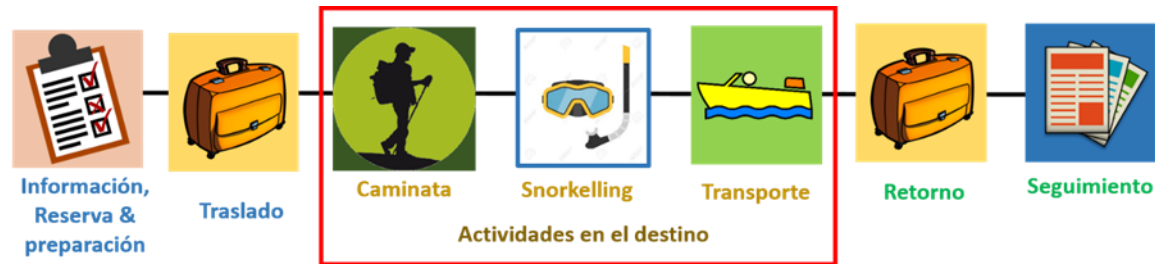 Información,
Reserva &
preparación
Traslado
Caminata
Snorkelling
Transporte
Actividades en el destino
Retorno
Seguimiento